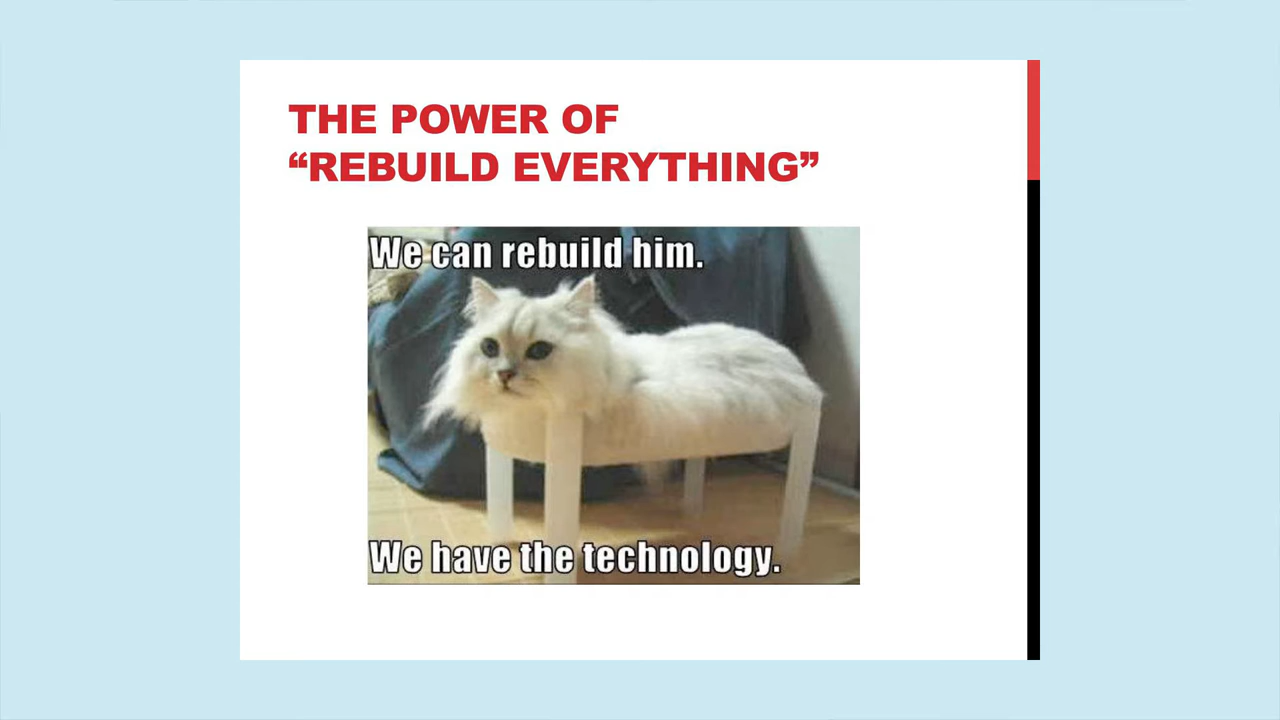 THE POWER OF
“REBUILD EVERYTHING”
We can rebuild him.
We have the technology.